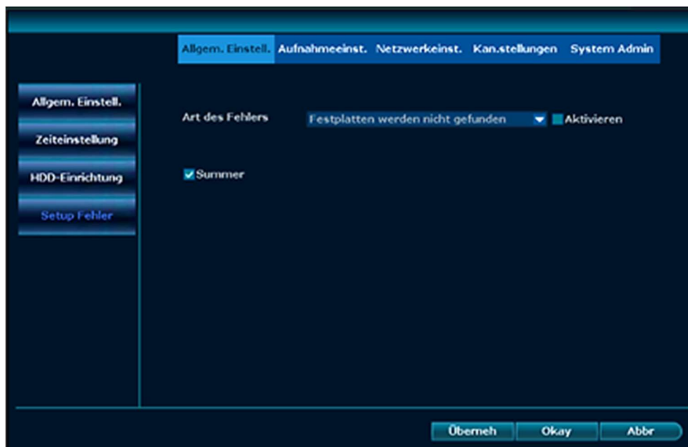 Allgem. Einstell. Aufnahmeeinst. Netzwerkeinst. Kan.stellungen System Admin
Allgem. Einstell.
Zeiteinstellung
HDD-Einrichtung
Setup Fehler
Art des Fehlers Festplatten werden nicht gefunden Aktivieren
Summer
Überneh Okay Abbr